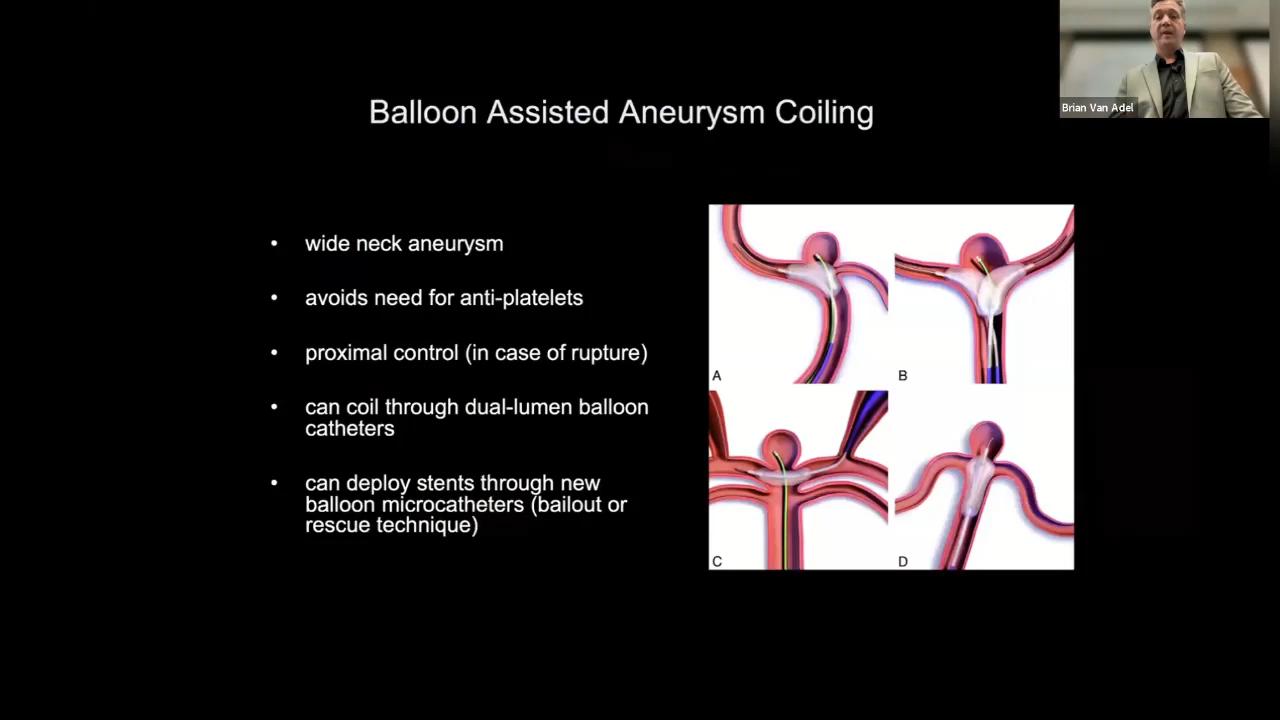 Brian Van Adel
Balloon Assisted Aneurysm Coiling
• wide neck aneurysm
• avoids need for anti-platelets
• proximal control (in case of rupture)
• can coil through dual-lumen balloon
catheters
• can deploy stents through new
balloon microcatheters (bailout or
rescue technique)
A
B
C
D